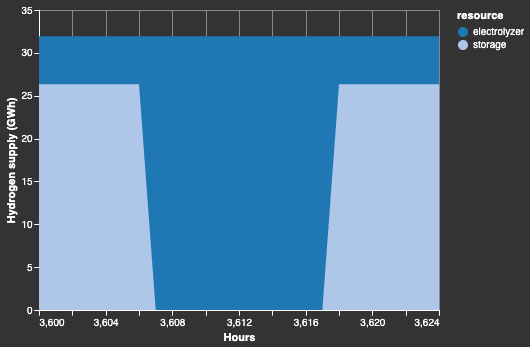 resource
electrolyzer
storage
Hydrogen supply (GWh)
35
30
25
20
15
10
5
0
3,600 3,604 3,608 3,612 3,616 3,620 3,624
Hours